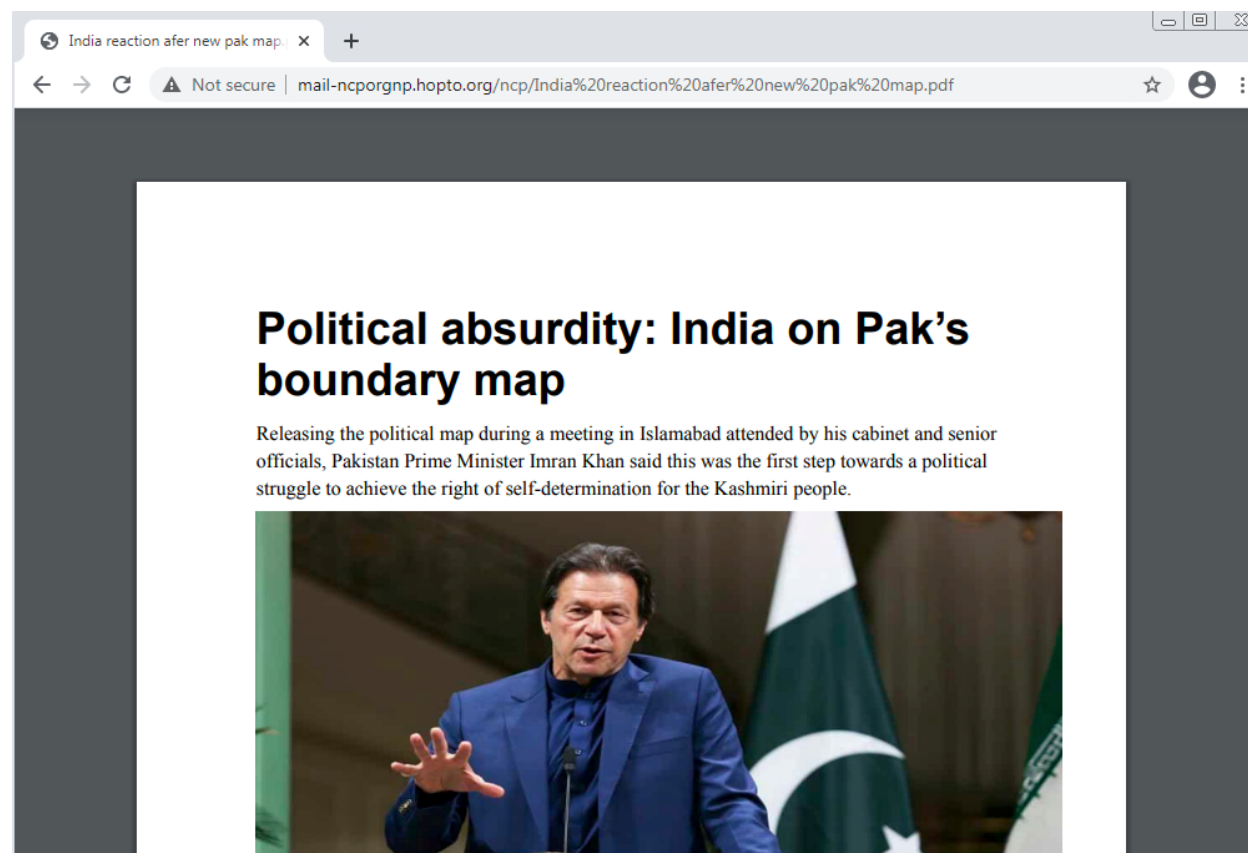 India reaction afer new pak map.
Not secure | mail-ncporgnp.hopto.org/ncp/India%20reaction%20afer%20new%20pak%20map.pdf
Political absurdity: India on Pak’s
boundary map
Releasing the political map during a meeting in Islamabad attended by his cabinet and senior
officials, Pakistan Prime Minister Imran Khan said this was the first step towards a political
struggle to achieve the right of self-determination for the Kashmiri people.